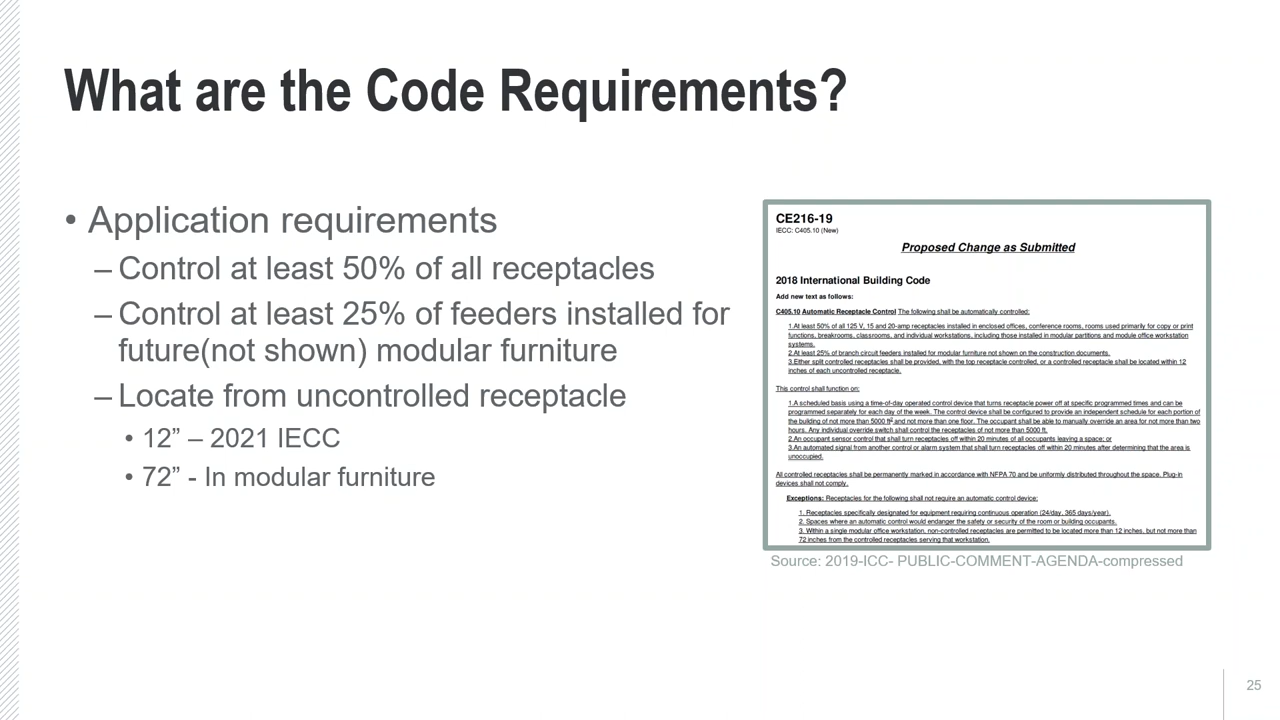 What are the Code Requirements?
• Application requirements
– Control at least 50% of all receptacles
– Control at least 25% of feeders installed for
future(not shown) modular furniture
– Locate from uncontrolled receptacle
• 12” – 2021 IECC
• 72” - In modular furniture
CE216-19
IECC: C405.10 (New)
Proposed Change as Submitted
2018 International Building Code
Add new text as follows:
C405.10 Automatic Receptacle Control The following shall be automatically controlled:
1.At least 50% of all 125 V, 15 and 20-amp receptacles installed in enclosed offices, conference rooms, rooms used primarily for copy or print
functions, breakrooms, classrooms, and individual workstations, including those installed in modular partitions and module office workstation
systems.
2.At least 25% of branch circuit feeders installed for modular furniture not shown on the construction documents.
3.Either split controlled receptacles shall be provided, with the top receptacle controlled, or a controlled receptacle shall be located within 12
inches of each uncontrolled receptacle.
This control shall function on:
1.A scheduled basis using a time-of-day operated control device that turns receptacle power off at specific programmed times and can be
programmed separately for each day of the week. The control device shall be configured to provide an independent schedule for each portion of
the building of not more than 5000 ft² and not more than one floor. The occupant shall be able to manually override an area for not more than two
hours. Any individual override switch shall control the receptacles of not more than 5000 ft.
2.An occupant sensor control that shall turn receptacles off within 20 minutes of all occupants leaving a space; or
3.An automated signal from another control or alarm system that shall turn receptacles off within 20 minutes after determining that the area is
unoccupied.
All controlled receptacles shall be permanently marked in accordance with NFPA 70 and be uniformly distributed throughout the space. Plug-in
devices shall not comply.
Exceptions: Receptacles for the following shall not require an automatic control device:
1. Receptacles specifically designated for equipment requiring continuous operation (24/day, 365 days/year).
2. Spaces where an automatic control would endanger the safety or security of the room or building occupants.
3. Within a single modular office workstation, non-controlled receptacles are permitted to be located more than 12 inches, but not more than
72 inches from the controlled receptacles serving that workstation.
Source: 2019-ICC- PUBLIC-COMMENT-AGENDA-compressed
25